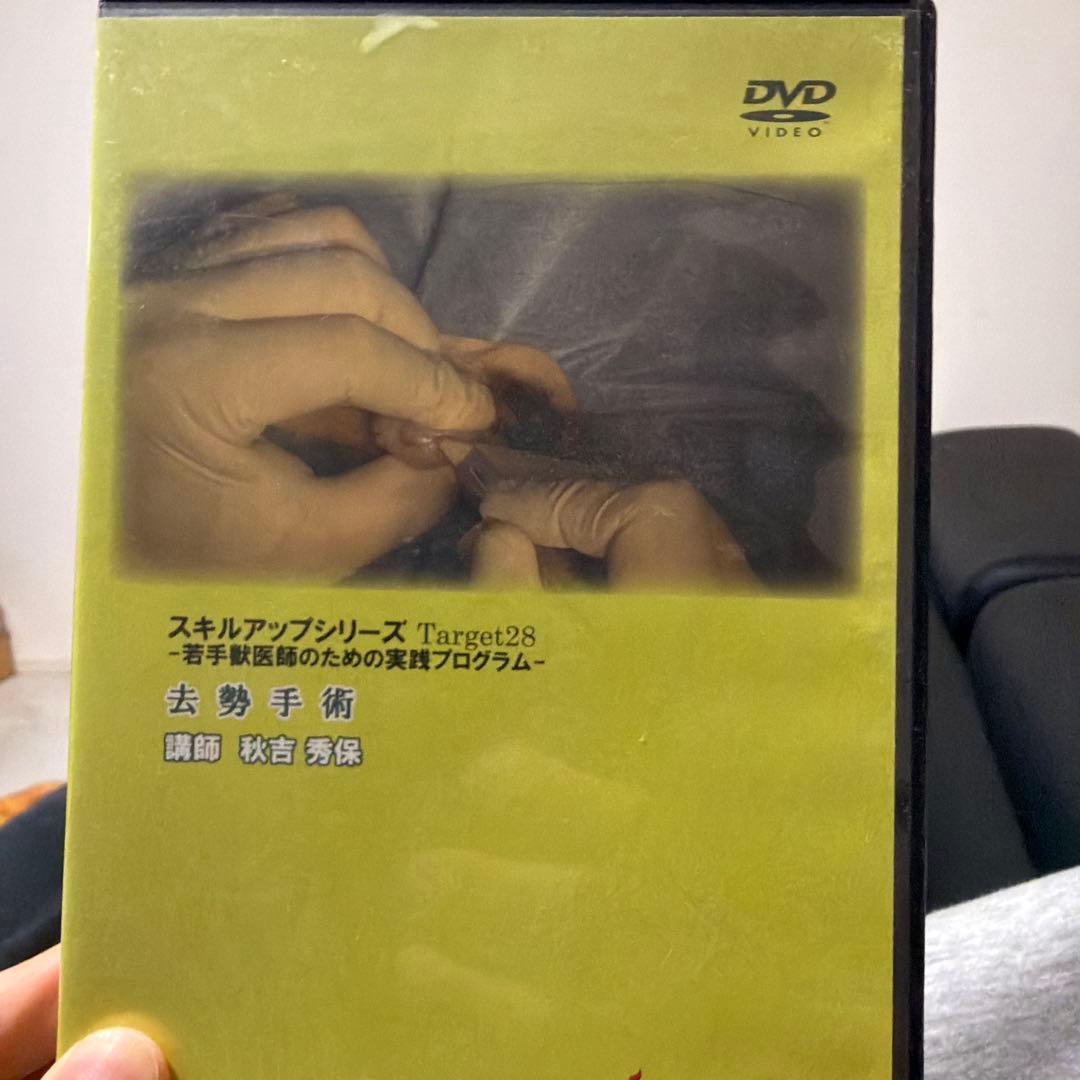 DVD
VIDEO
スキルアップシリーズ Target28
-若手獣医師のための実践プログラム-
去勢手術
講師 秋吉 秀保